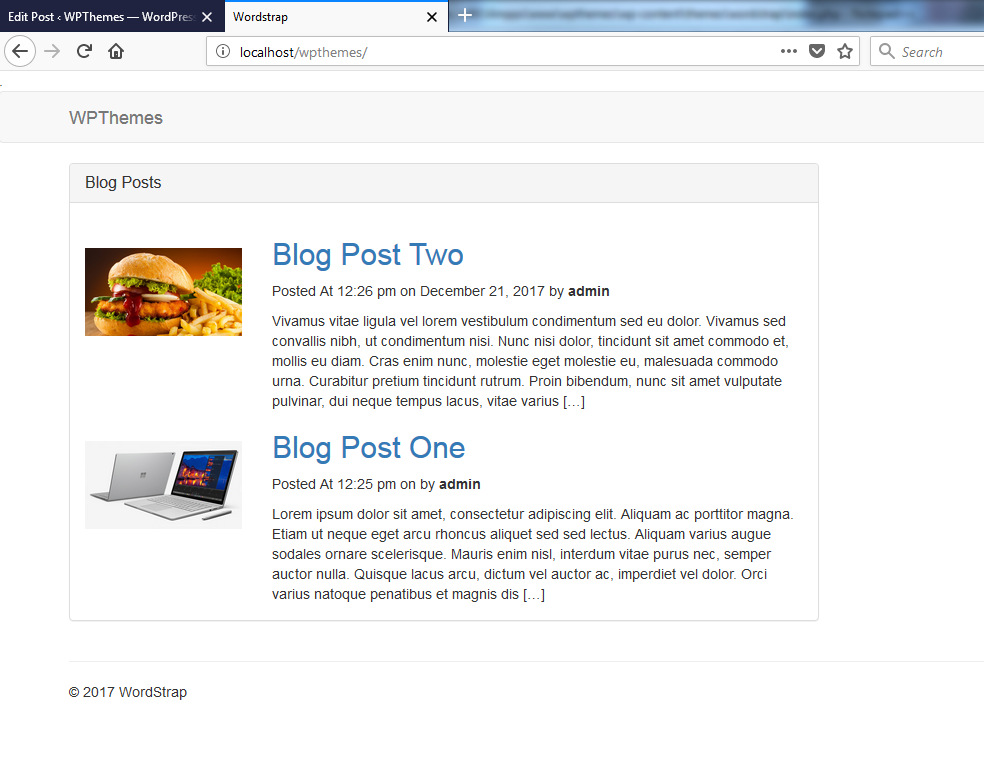 Edit Post ‹ WPThemes — WordPres
Wordstrap
localhost/wpthemes/
Search
WPThemes
Blog Posts
Blog Post Two
Posted At 12:26 pm on December 21, 2017 by admin
Vivamus vitae ligula vel lorem vestibulum condimentum sed eu dolor. Vivamus sed
convallis nibh, ut condimentum nisi. Nunc nisi dolor, tincidunt sit amet commodo et,
mollis eu diam. Cras enim nunc, molestie eget molestie eu, malesuada commodo
urna. Curabitur pretium tincidunt rutrum. Proin bibendum, nunc sit amet vulputate
pulvinar, dui neque tempus lacus, vitae varius […]
Blog Post One
Posted At 12:25 pm on by admin
Lorem ipsum dolor sit amet, consectetur adipiscing elit. Aliquam ac porttitor magna.
Etiam ut neque eget arcu rhoncus aliquet sed sed lectus. Aliquam varius augue
sodales ornare scelerisque. Mauris enim nisl, interdum vitae purus nec, semper
auctor nulla. Quisque lacus arcu, dictum vel auctor ac, imperdiet vel dolor. Orci
varius natoque penatibus et magnis dis […]
© 2017 WordStrap